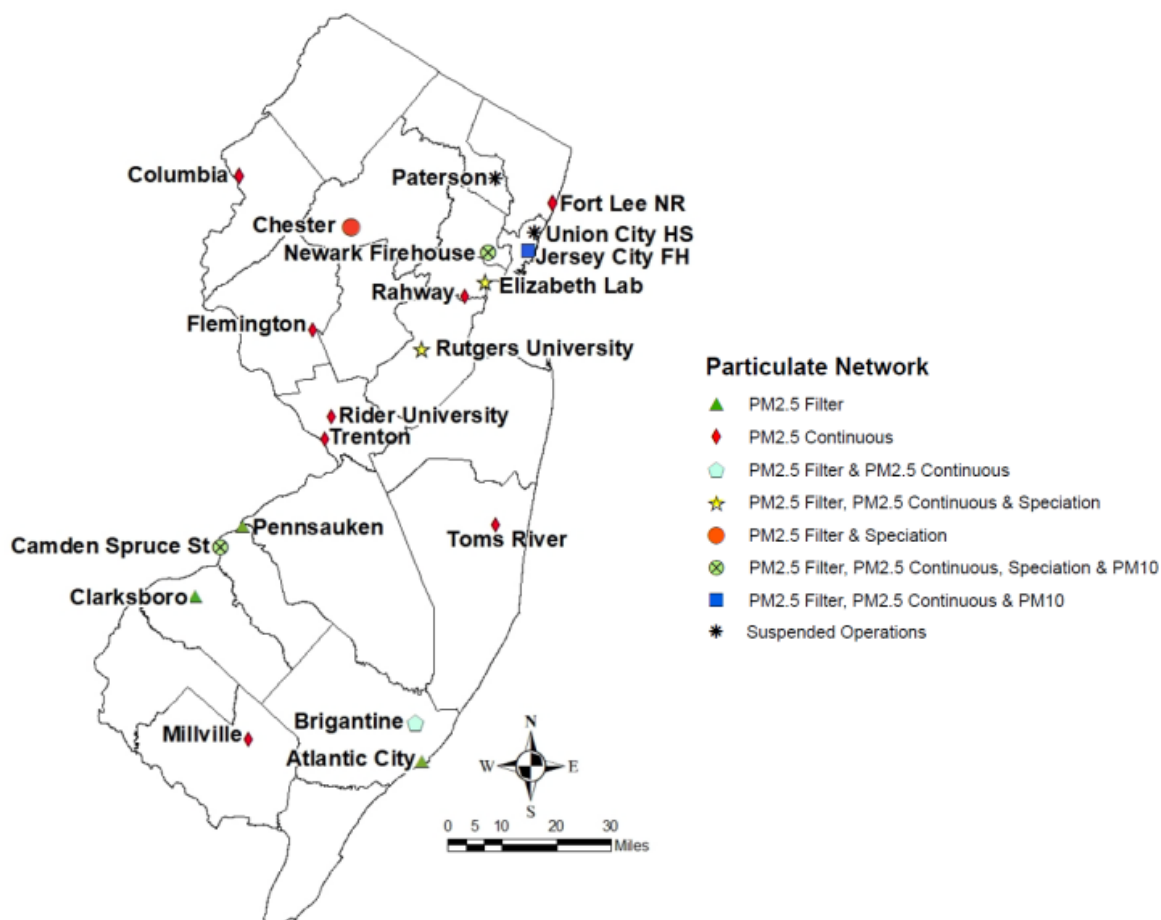 Columbia
Paterson
Fort Lee NR
Chester
Union City HS
Newark Firehouse
Jersey City FH
Elizabeth Lab
Rahway
Flemington
Rutgers University
Particulate Network
PM2.5 Filter
PM2.5 Continuous
PM2.5 Filter & PM2.5 Continuous
PM2.5 Filter, PM2.5 Continuous & Speciation
PM2.5 Filter & Speciation
PM2.5 Filter, PM2.5 Continuous, Speciation & PM10
PM2.5 Filter, PM2.5 Continuous & PM10
Suspended Operations
Rider University
Trenton
Pennsauken
Toms River
Camden Spruce St
Clarksboro
Brigantine
Millville
Atlantic City
N
W E
S
0 5 10 20 30
Miles